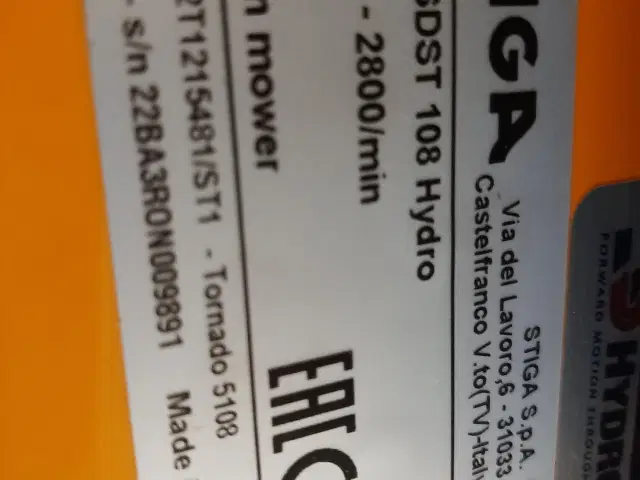 IGA
STIGA S.p.A.
Via del Lavoro,6 - 31033
Castelfranco V.to(TV)-Italy
SDST 108 Hydro
- 2800/min
n mower
EAC
2T1215481/ST1 - Tornado 5108
- s/n 22BA3RON009891 Made
HYDRO
FORWARD MOTION THROUGH